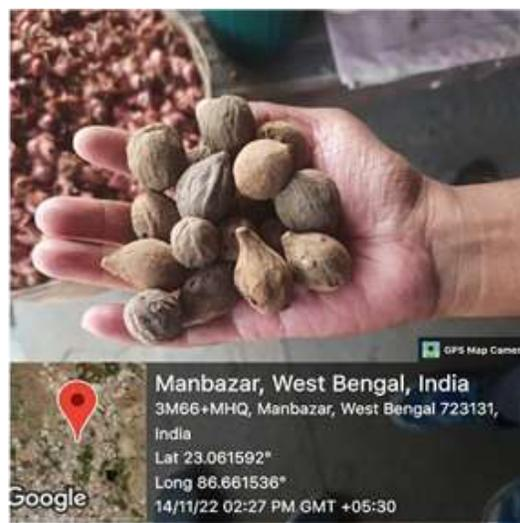 GPS Map Camera
Manbazar, West Bengal, India
3M66+MHQ, Manbazar, West Bengal 723131,
India
Lat 23.061592°
Long 86.661536°
14/11/22 02:27 PM GMT +05:30
Google